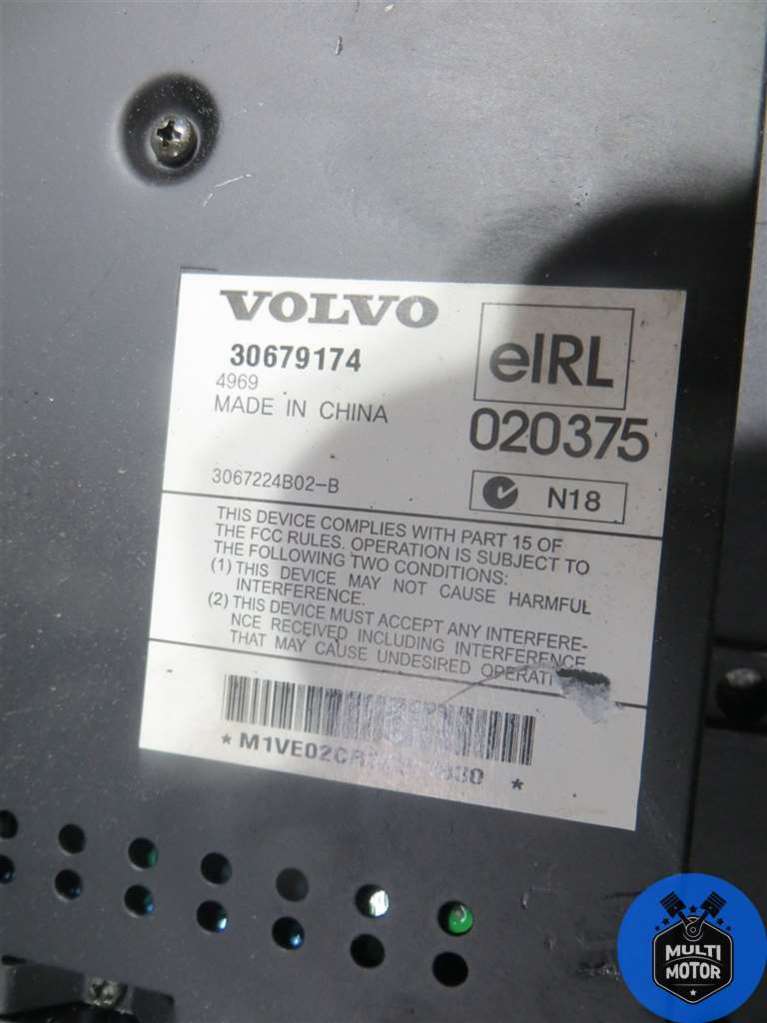 VOLVO
30679174
4969
MADE IN CHINA
eIRL
020375
3067224B02-B
N18
THIS DEVICE COMPLIES WITH PART 15 OF
THE FCC RULES. OPERATION IS SUBJECT TO
THE FOLLOWING TWO CONDITIONS:
(1) THIS DEVICE MAY NOT CAUSE HARMFUL
INTERFERENCE.
(2) THIS DEVICE MUST ACCEPT ANY INTERFERE-
NCE RECEIVED INCLUDING INTERFERENCE
THAT MAY CAUSE UNDESIRED
MULTI
MOTOR